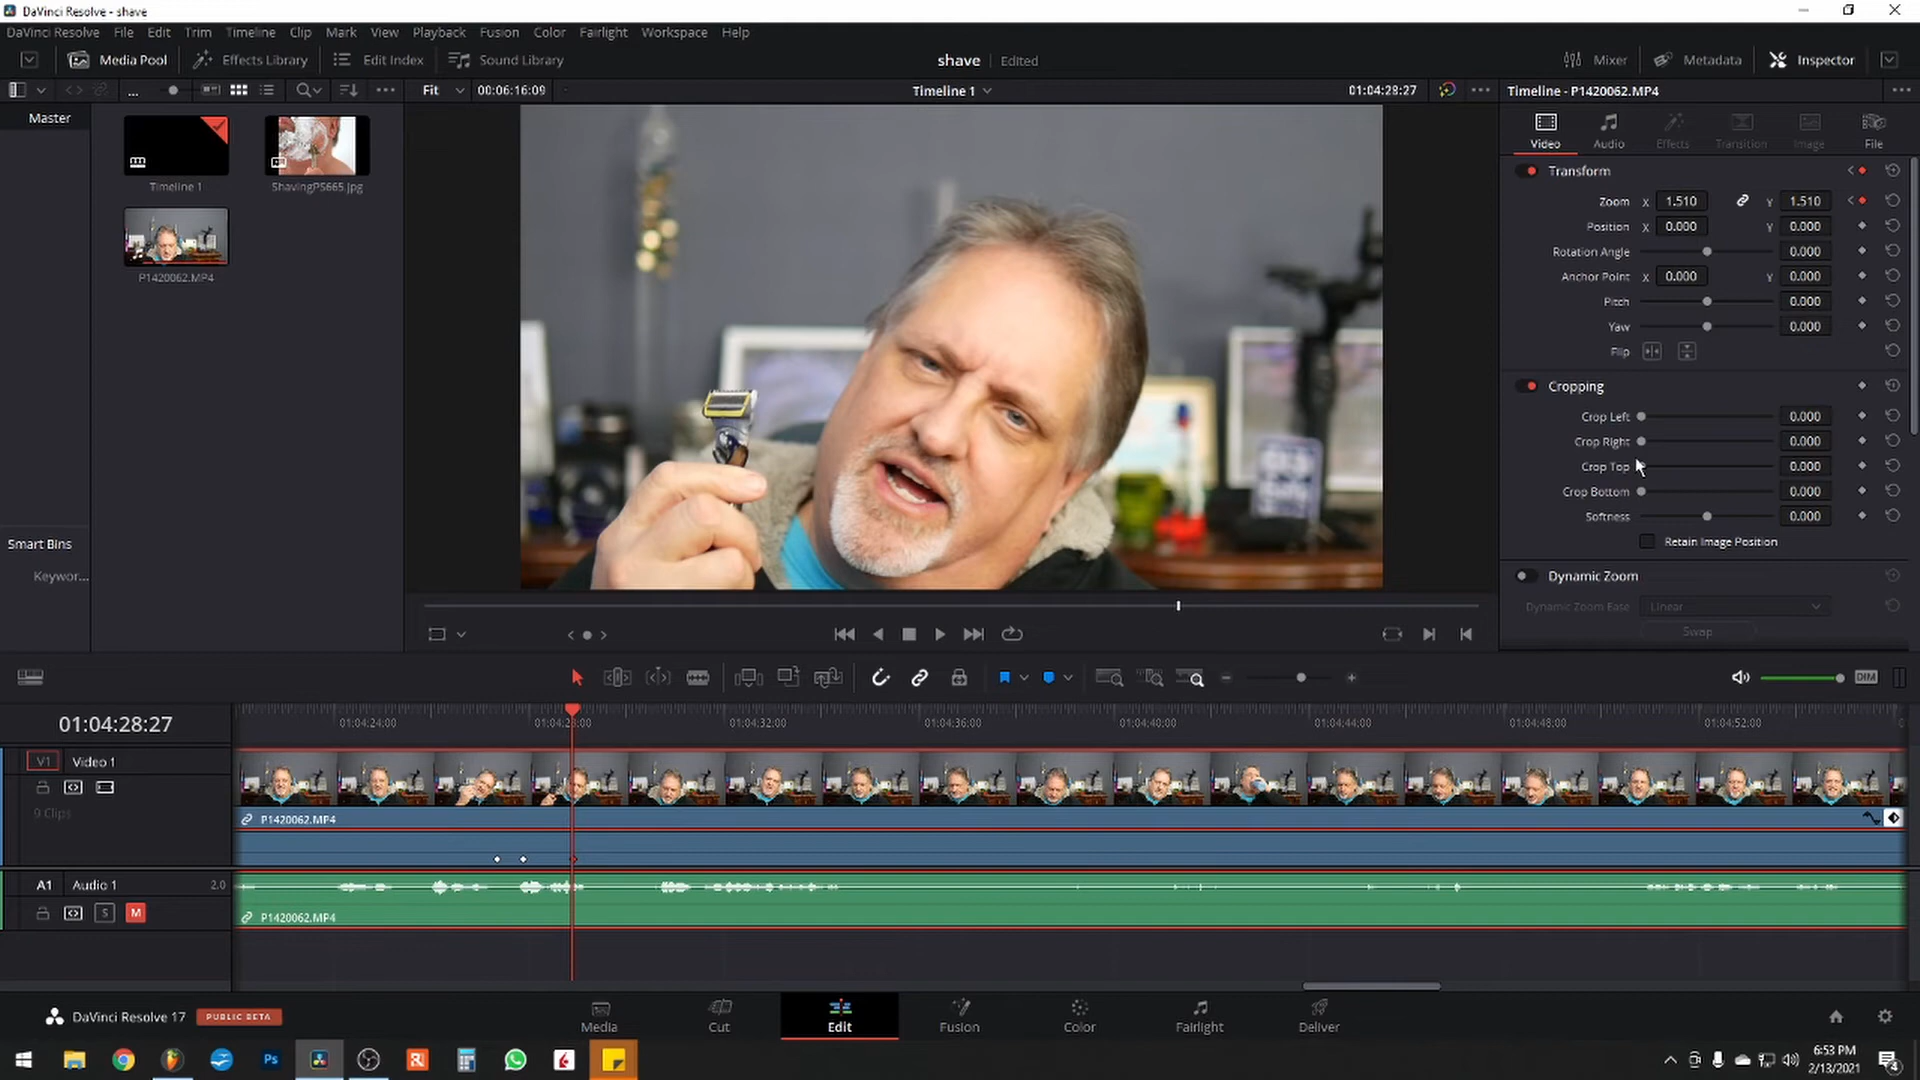 DaVinci Resolve - shave
DaVinci Resolve File Edit Trim Timeline Clip Mark View Playback Fusion Color Fairlight Workspace Help
Media Pool Effects Library Edit Index Sound Library shave Edited Mixer Metadata Inspector
Fit 00:06:16:09 Timeline 1 01:04:28:27 Timeline - P1420062.MP4
Master
Timeline 1
ShavingPS665.jpg
P1420062.MP4
Smart Bins
Keywor...
Video Audio Effects Transition Image File
Transform
Zoom X 1.510 Y 1.510
Position X 0.000 Y 0.000
Rotation Angle 0.000
Anchor Point X 0.000 Y 0.000
Pitch 0.000
Yaw 0.000
Flip
Cropping
Crop Left 0.000
Crop Right 0.000
Crop Top 0.000
Crop Bottom 0.000
Softness 0.000
Retain Image Position
Dynamic Zoom
Dynamic Zoom Ease Linear
Swap
DIM
01:04:28:27
01:04:24:00 01:04:28:00 01:04:32:00 01:04:36:00 01:04:40:00 01:04:44:00 01:04:48:00 01:04:52:00
V1 Video 1
9 Clips
P1420062.MP4
A1 Audio 1 2.0
S M
P1420062.MP4
DaVinci Resolve 17 PUBLIC BETA
Media Cut Edit Fusion Color Fairlight Deliver
Ps
6:53 PM
2/13/2021
4